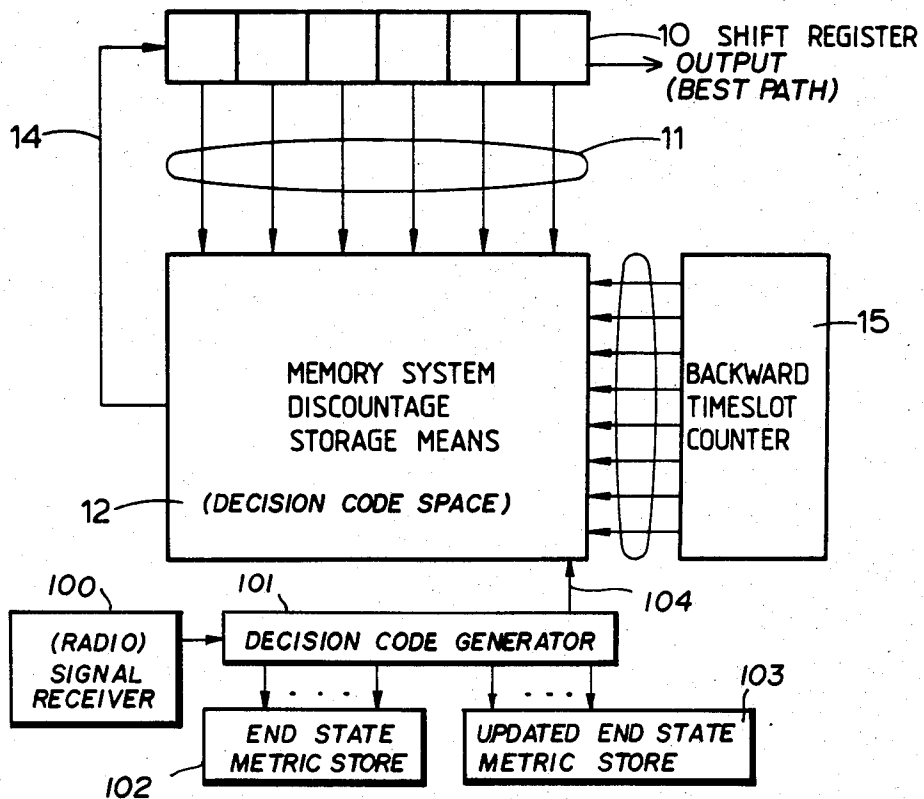 10 SHIFT REGISTER
OUTPUT
(BEST PATH)
14
11
MEMORY SYSTEM
DISCOUNTAGE
STORAGE MEANS
(DECISION CODE SPACE)
12
BACKWARD
TIMESLOT
COUNTER
15
100
(RADIO)
SIGNAL
RECEIVER
101
DECISION CODE GENERATOR
104
END STATE
METRIC STORE
102
UPDATED END STATE
METRIC STORE
103